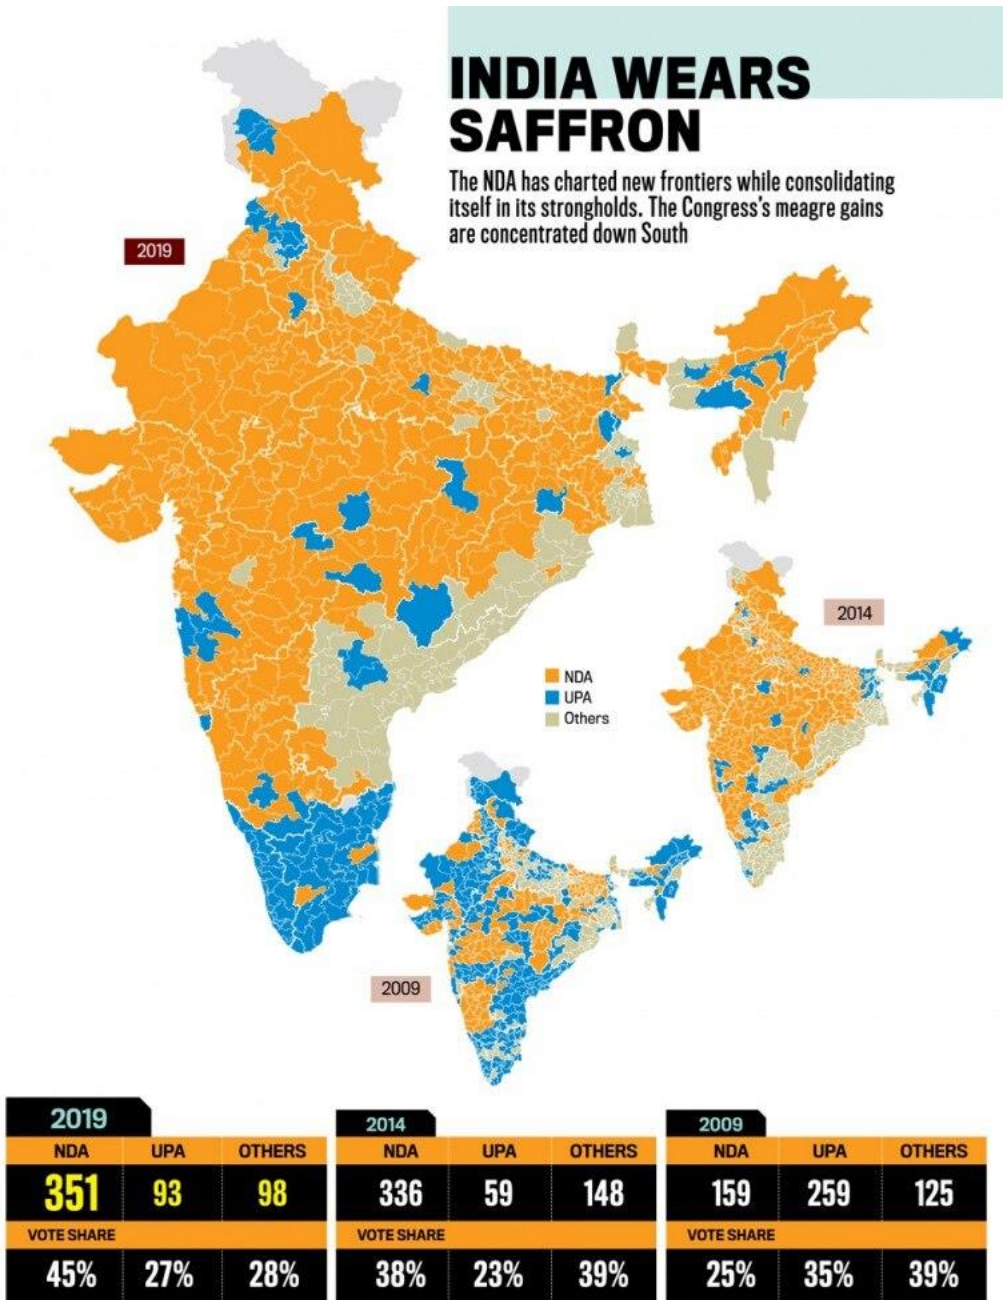 INDIA WEARS
SAFFRON
The NDA has charted new frontiers while consolidating
itself in its strongholds. The Congress's meagre gains
are concentrated down South
2019
2014
NDA
UPA
Others
2009
2019
NDA UPA OTHERS
351 93 98
VOTE SHARE
45% 27% 28%
2014
NDA UPA OTHERS
336 59 148
VOTE SHARE
38% 23% 39%
2009
NDA UPA OTHERS
159 259 125
VOTE SHARE
25% 35% 39%